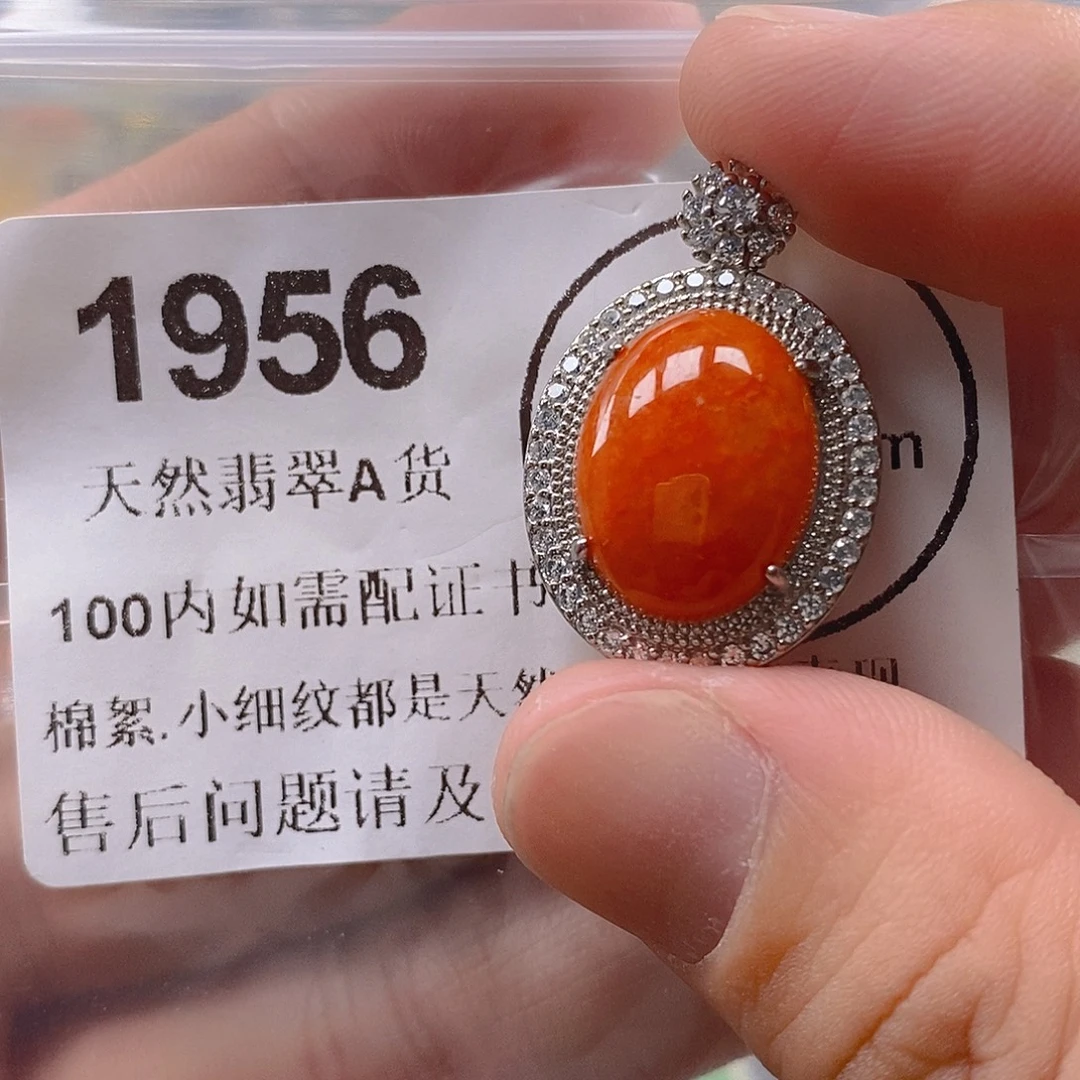 1956
天然翡翠A货
m
100内如需配证书
棉絮.小细纹都是天然
售后问题请及